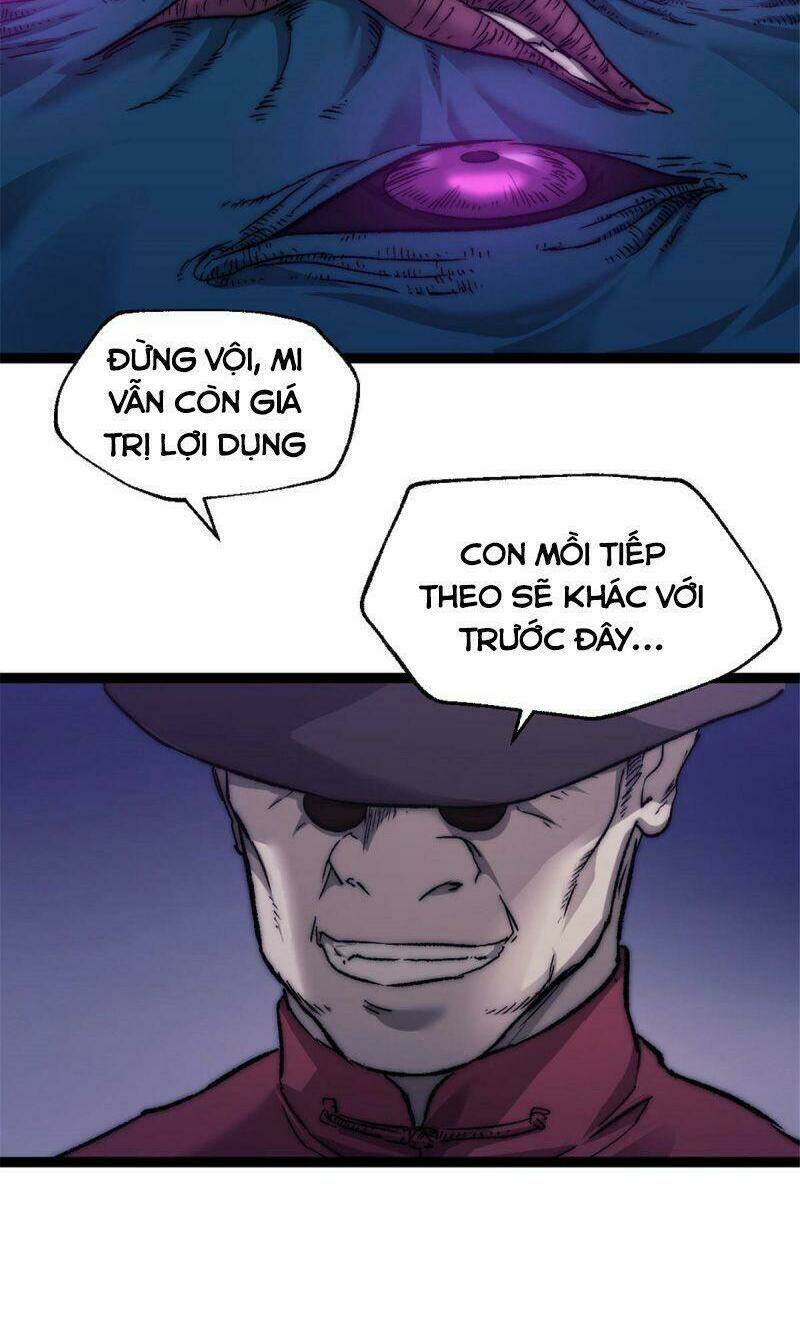 ĐỪNG VỘI, MI
VẪN CÒN GIÁ
TRỊ LỢI DỤNG
CON MỒI TIẾP
THEO SẼ KHÁC VỚI
TRƯỚC ĐÂY...